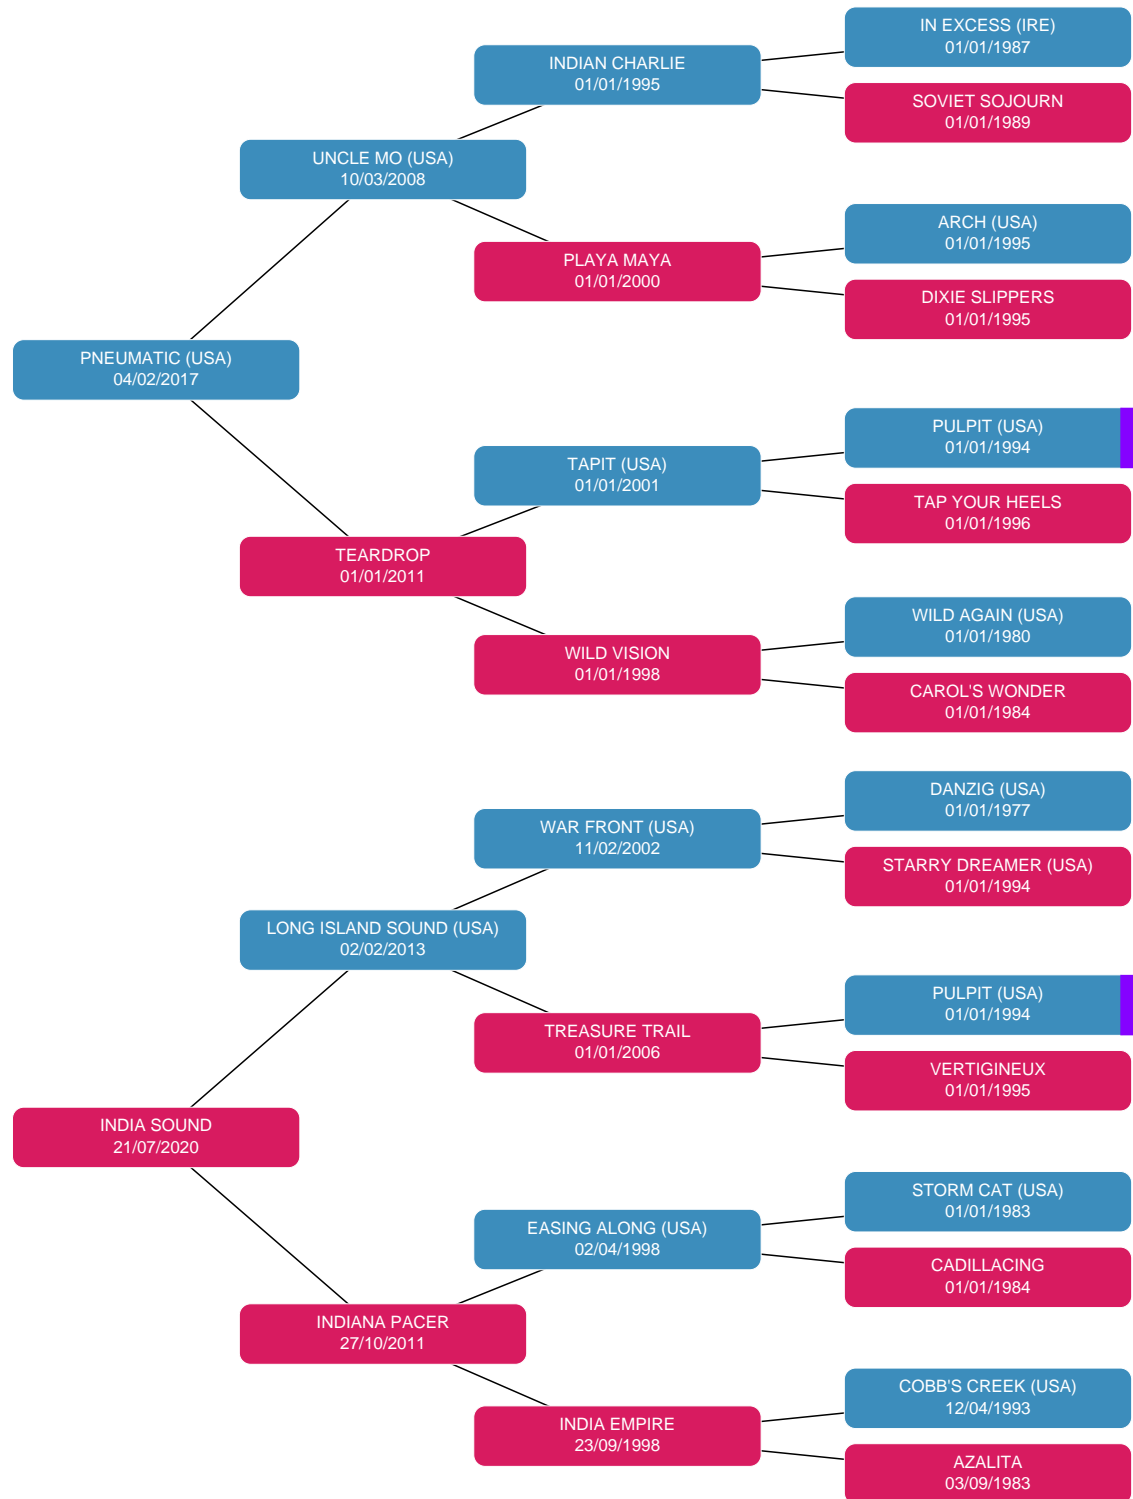 IN EXCESS (IRE)
01/01/1987
INDIAN CHARLIE
01/01/1995
SOVIET SOJOURN
01/01/1989
UNCLE MO (USA)
10/03/2008
ARCH (USA)
01/01/1995
PLAYA MAYA
01/01/2000
DIXIE SLIPPERS
01/01/1995
PNEUMATIC (USA)
04/02/2017
PULPIT (USA)
01/01/1994
TAPIT (USA)
01/01/2001
TAP YOUR HEELS
01/01/1996
TEARDROP
01/01/2011
WILD AGAIN (USA)
01/01/1980
WILD VISION
01/01/1998
CAROL'S WONDER
01/01/1984
DANZIG (USA)
01/01/1977
WAR FRONT (USA)
11/02/2002
STARRY DREAMER (USA)
01/01/1994
LONG ISLAND SOUND (USA)
02/02/2013
PULPIT (USA)
01/01/1994
TREASURE TRAIL
01/01/2006
VERTIGINEUX
01/01/1995
INDIA SOUND
21/07/2020
STORM CAT (USA)
01/01/1983
EASING ALONG (USA)
02/04/1998
CADILLACING
01/01/1984
INDIANA PACER
27/10/2011
COBB'S CREEK (USA)
12/04/1993
INDIA EMPIRE
23/09/1998
AZALITA
03/09/1983